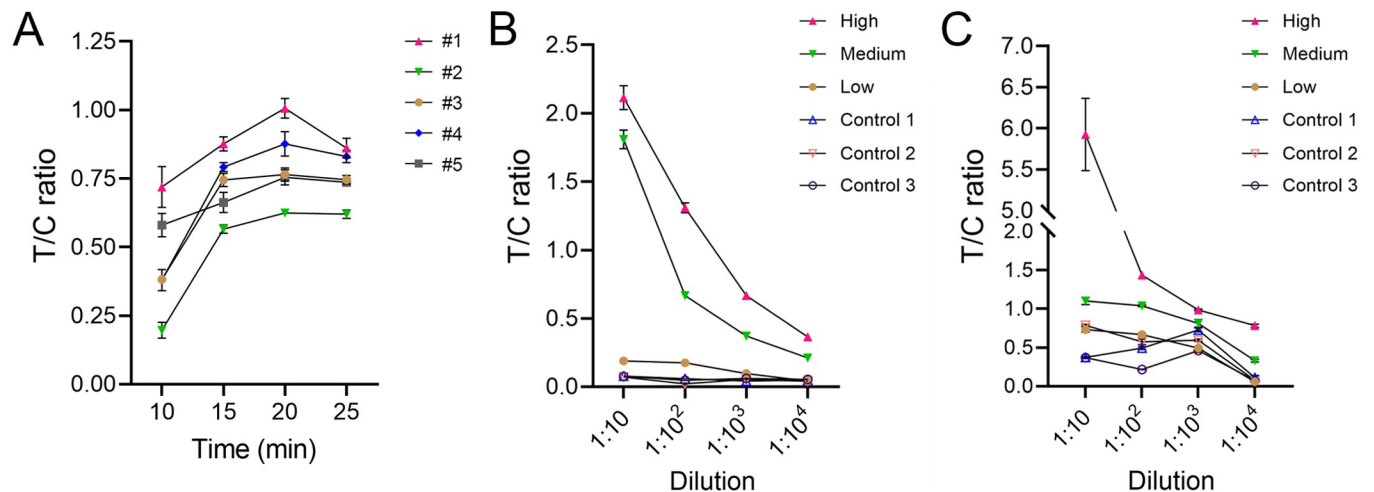 A
T/C ratio
1.25
1.00
0.75
0.50
0.25
0.00
10 15 20 25
Time (min)
#1
#2
#3
#4
#5
B
T/C ratio
2.5
2.0
1.5
1.0
0.5
0.0
1:10 1:10² 1:10³ 1:10⁴
Dilution
High
Medium
Low
Control 1
Control 2
Control 3
C
T/C ratio
7.0
6.5
6.0
5.5
5.0
2.0
1.5
1.0
0.5
0.0
1:10 1:10² 1:10³ 1:10⁴
Dilution
High
Medium
Low
Control 1
Control 2
Control 3